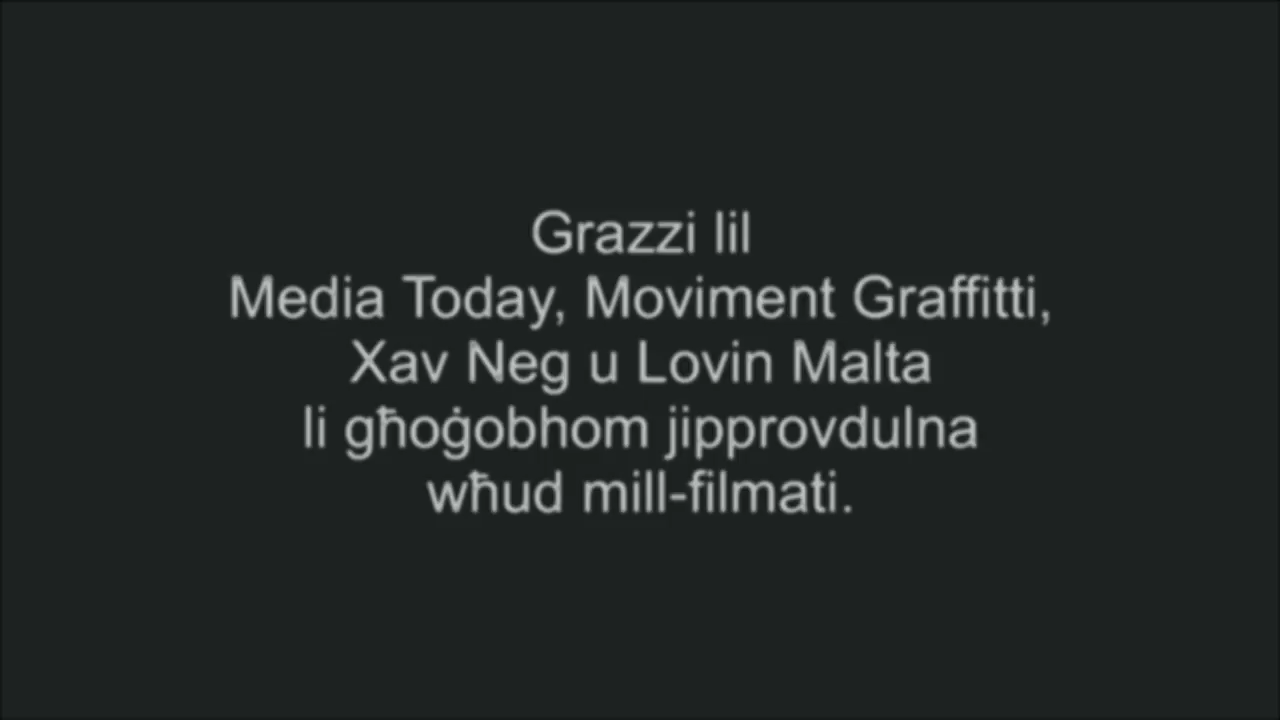 Grazzi lil
Media Today, Moviment Graffitti,
Xav Neg u Lovin Malta
li għoġobhom jipprovdulna
wħud mill-filmati.